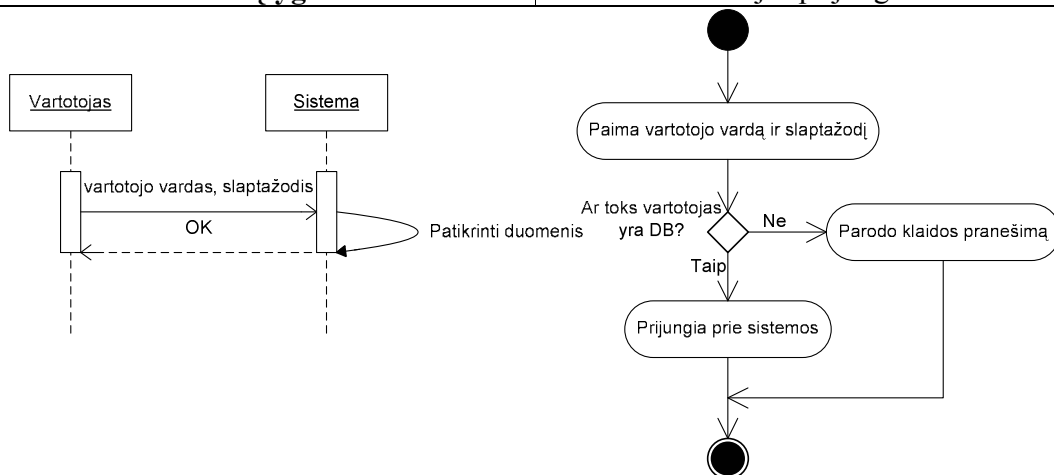 Vartotojas
Sistema
vartotojo vardas, slaptažodis
OK
Patikrinti duomenis
Paima vartotojo vardą ir slaptažodį
Ar toks vartotojas
yra DB?
Ne
Parodo klaidos pranešimą
Taip
Prijungia prie sistemos